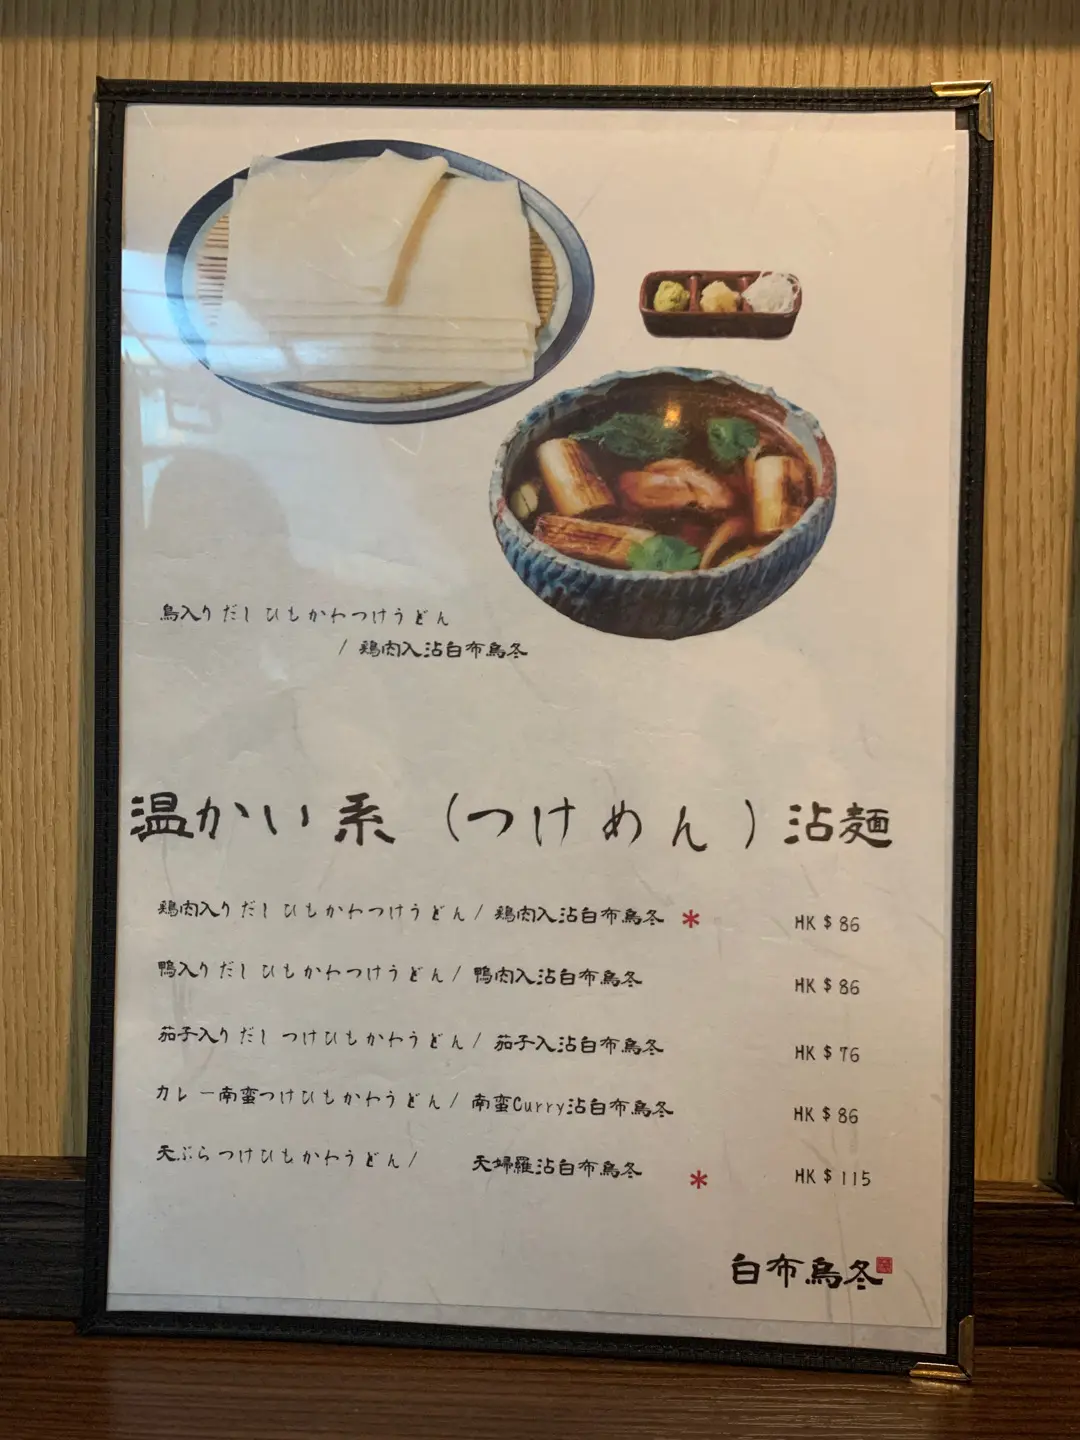 鳥入りだしひもかわつけうどん
/ 鶏肉入沾白布烏冬
温かい系（つけめん）沾麺
鶏肉入りだしひもかわつけうどん / 鶏肉入沾白布烏冬 * HK$86
鴨入りだしひもかわつけうどん / 鴨肉入沾白布烏冬 HK$86
茄子入りだしつけひもかわうどん / 茄子入沾白布烏冬 HK$76
カレー南蛮つけひもかわうどん / 南蛮Curry沾白布烏冬 HK$86
天ぷらつけひもかわうどん / 天婦羅沾白布烏冬 * HK$115
白布烏冬